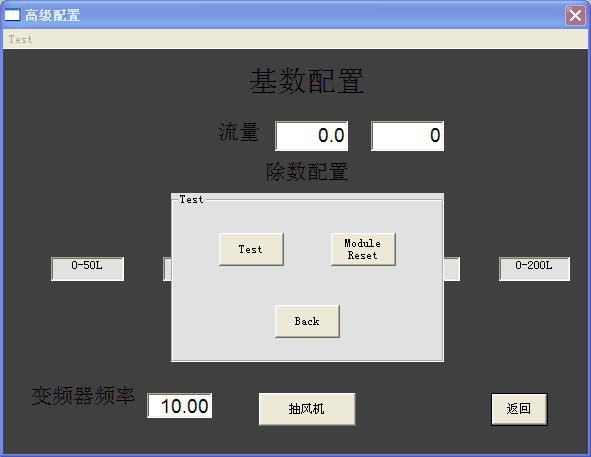 高级配置
Test
基数配置
流量 0.0 0
除数配置
Test
Test
Module
Reset
0-50L
0-200L
Back
变频器频率 10.00 抽风机 返回